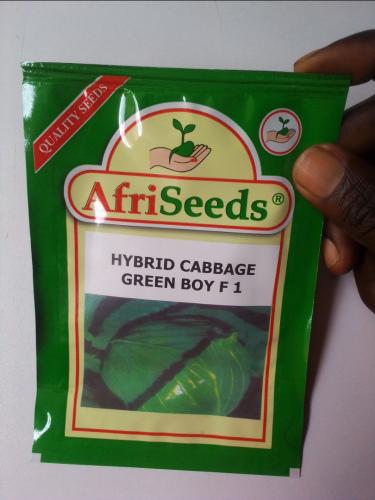 QUALITY SEEDS
AfriSeeds®
HYBRID CABBAGE
GREEN BOY F 1